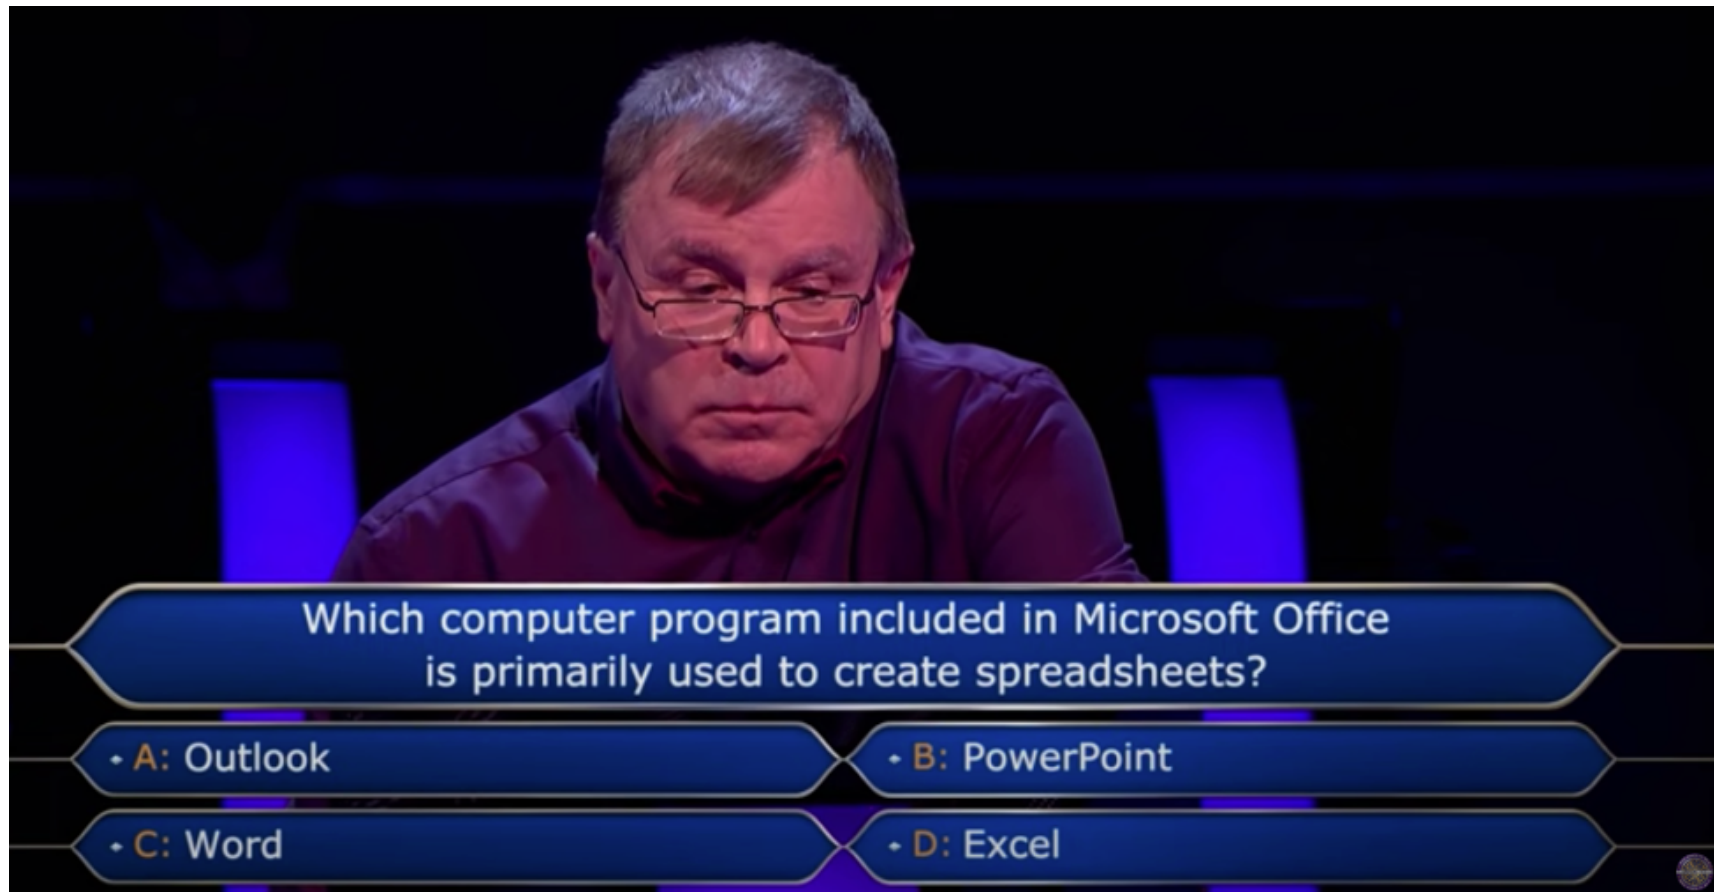 Which computer program included in Microsoft Office
is primarily used to create spreadsheets?
A: Outlook
B: PowerPoint
C: Word
D: Excel